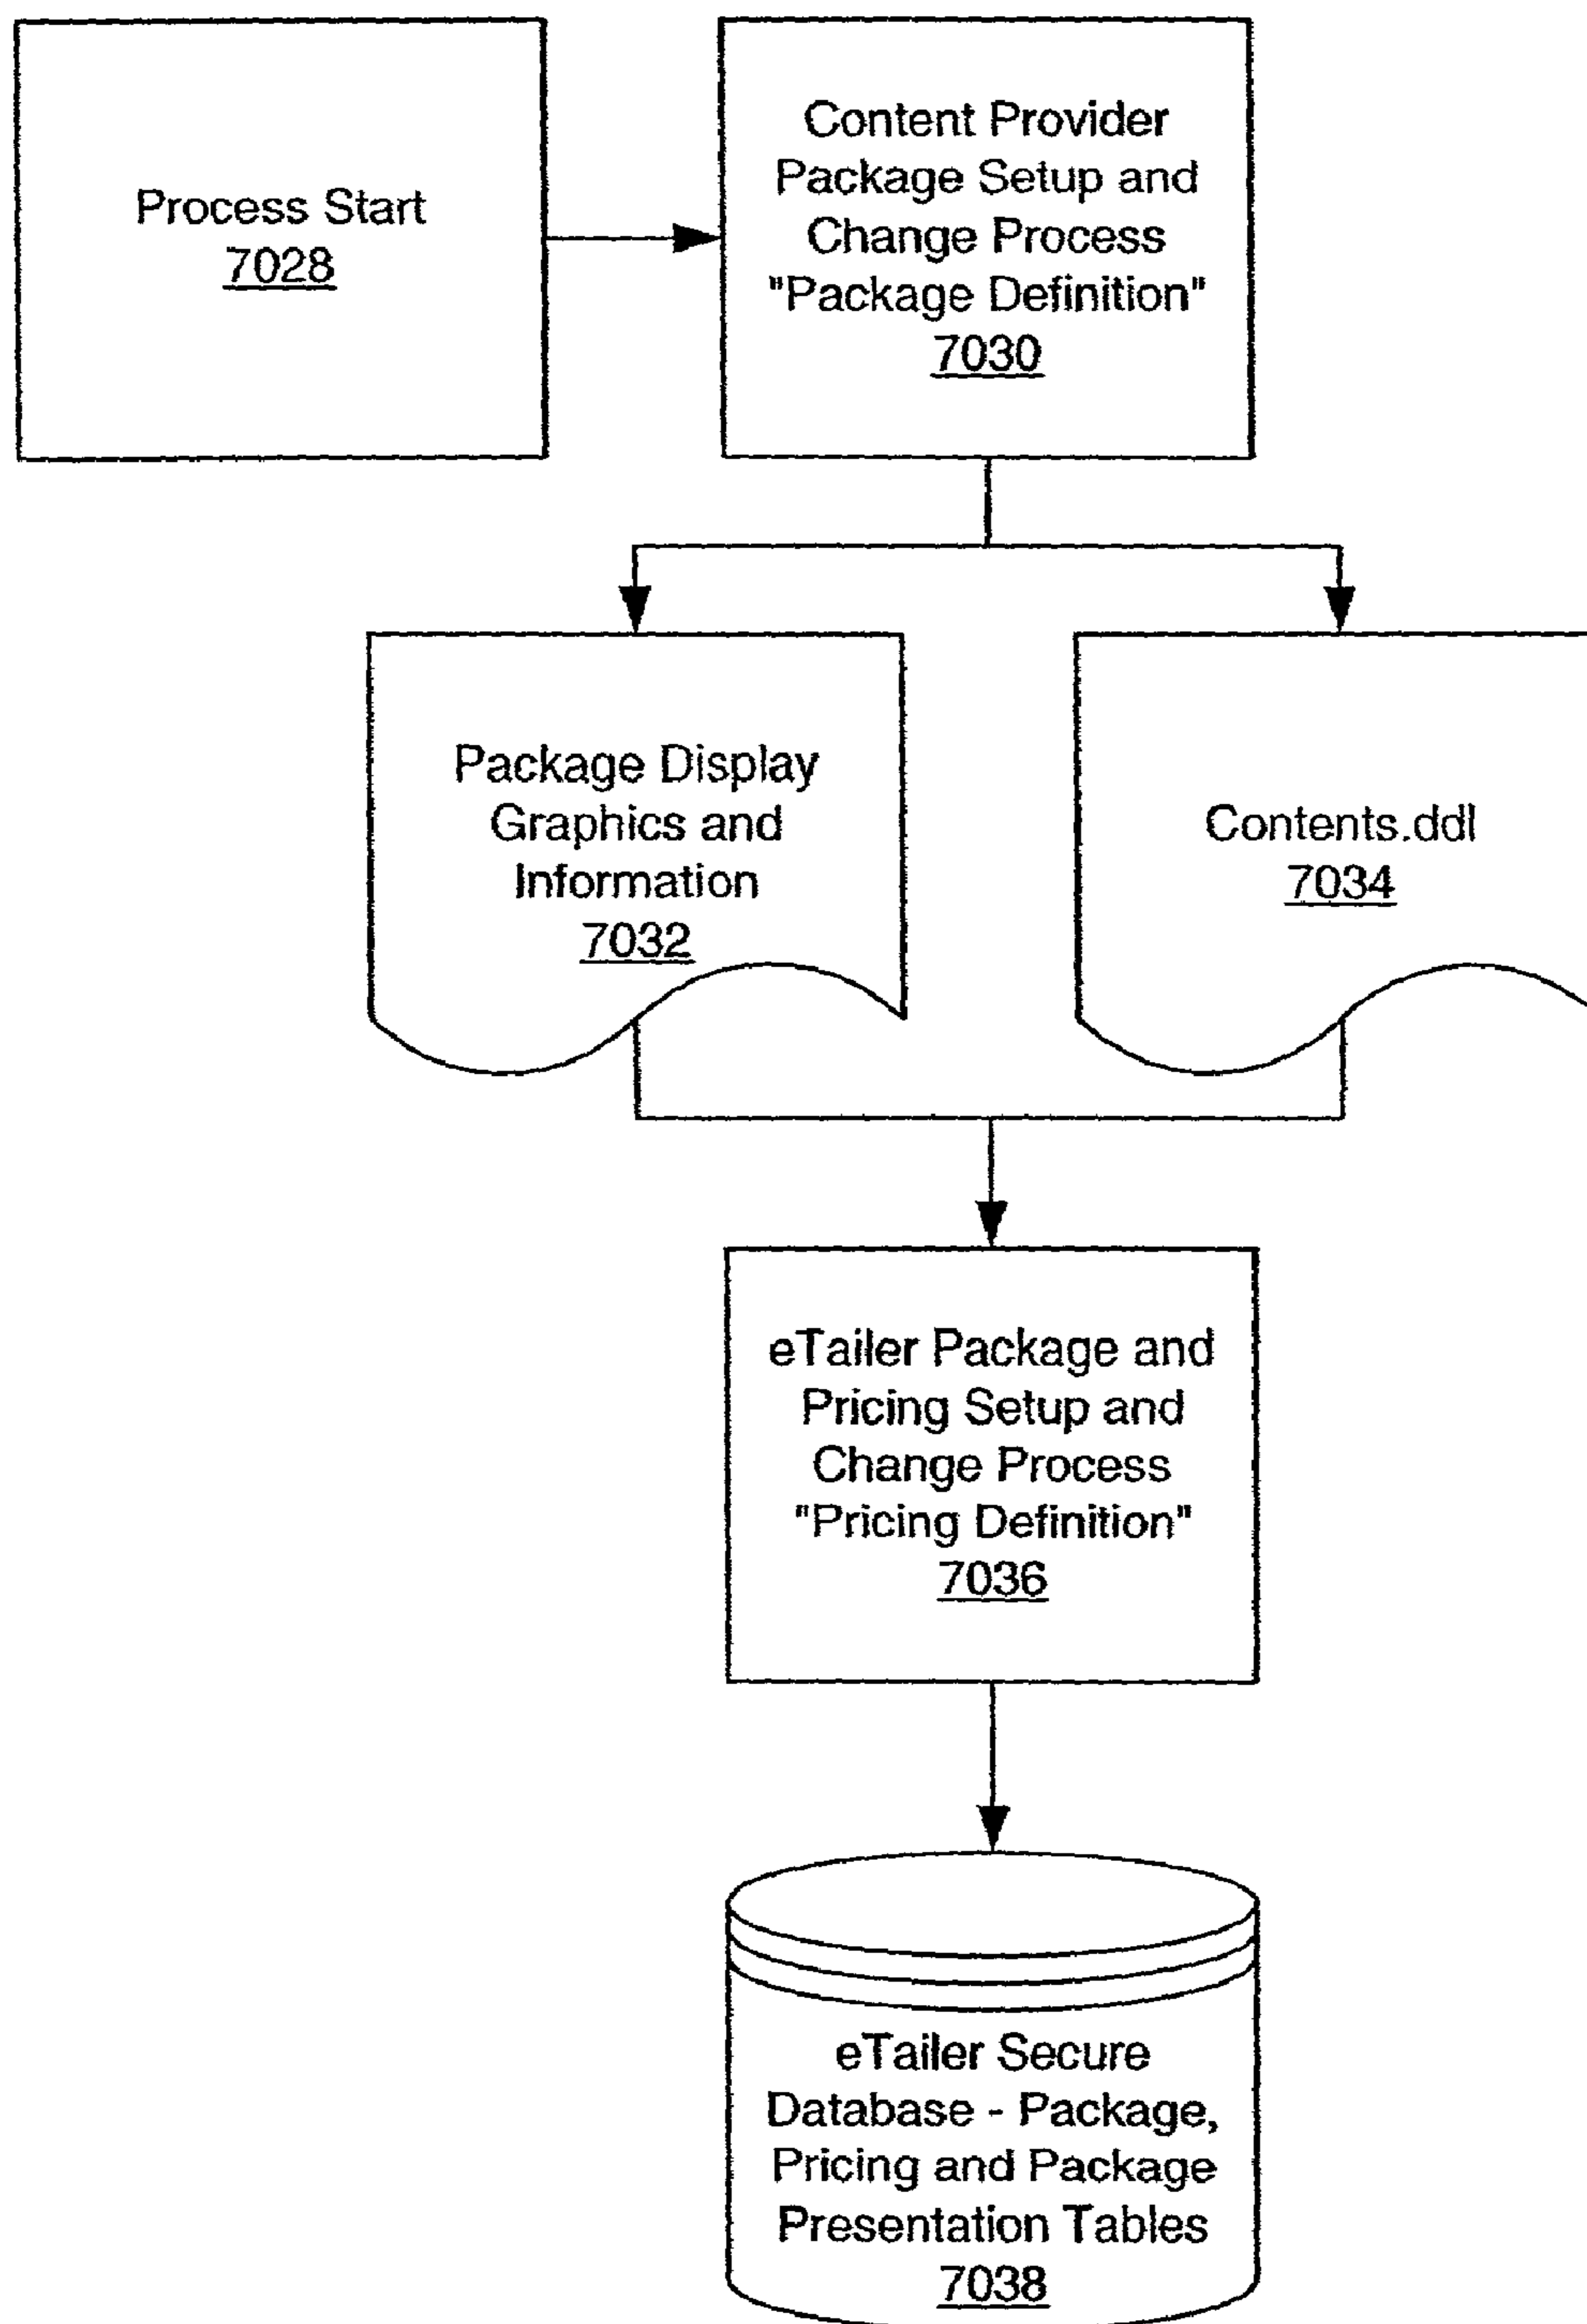 Process Start
7028
Content Provider
Package Setup and
Change Process
"Package Definition"
7030
Package Display
Graphics and
Information
7032
Contents.ddl
7034
eTailer Package and
Pricing Setup and
Change Process
"Pricing Definition"
7036
eTailer Secure
Database - Package,
Pricing and Package
Presentation Tables
7038